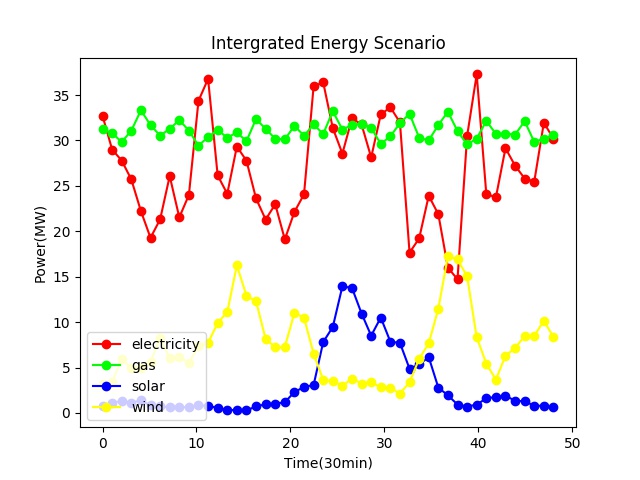 Intergrated Energy Scenario
Power(MW)
35
30
25
20
15
10
5
0
electricity
gas
solar
wind
0 10 20 30 40 50
Time(30min)